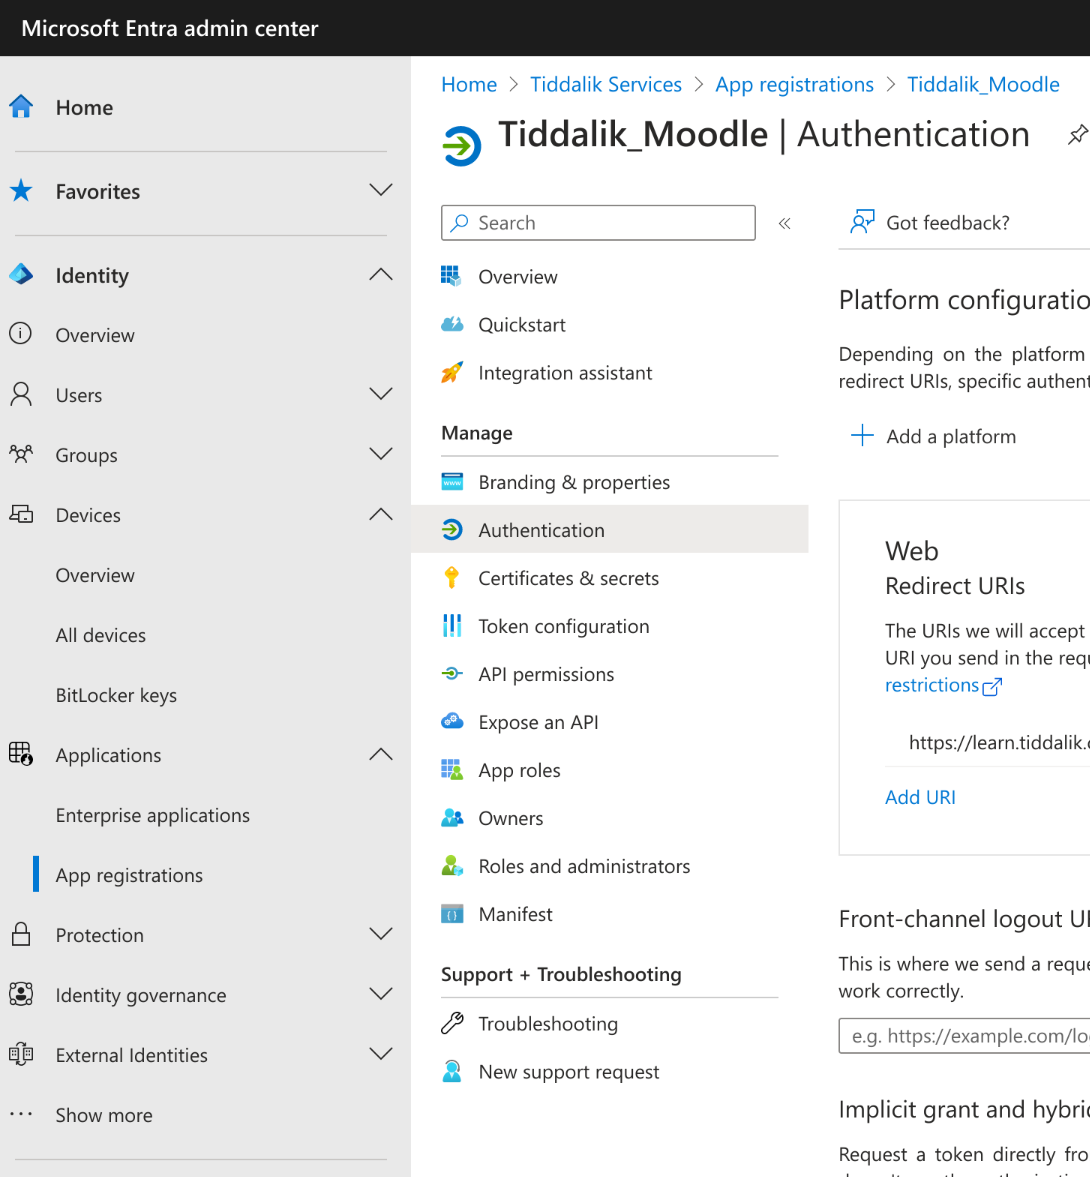 Microsoft Entra admin center
Home
Favorites
Identity
Overview
Users
Groups
Devices
Overview
All devices
BitLocker keys
Applications
Enterprise applications
App registrations
Protection
Identity governance
External Identities
Show more
Home > Tiddalik Services > App registrations > Tiddalik_Moodle
Tiddalik_Moodle | Authentication
Search
Overview
Quickstart
Integration assistant
Manage
Branding & properties
Authentication
Certificates & secrets
Token configuration
API permissions
Expose an API
App roles
Owners
Roles and administrators
Manifest
Support + Troubleshooting
Troubleshooting
New support request
Got feedback?
Platform configuratio
Depending on the platform
redirect URIs, specific authent
Add a platform
Web
Redirect URIs
The URIs we will accept
URI you send in the requ
restrictions
https://learn.tiddalik.
Add URI
Front-channel logout U
This is where we send a reque
work correctly.
e.g. https://example.com/lo
Implicit grant and hybri
Request a token directly fro